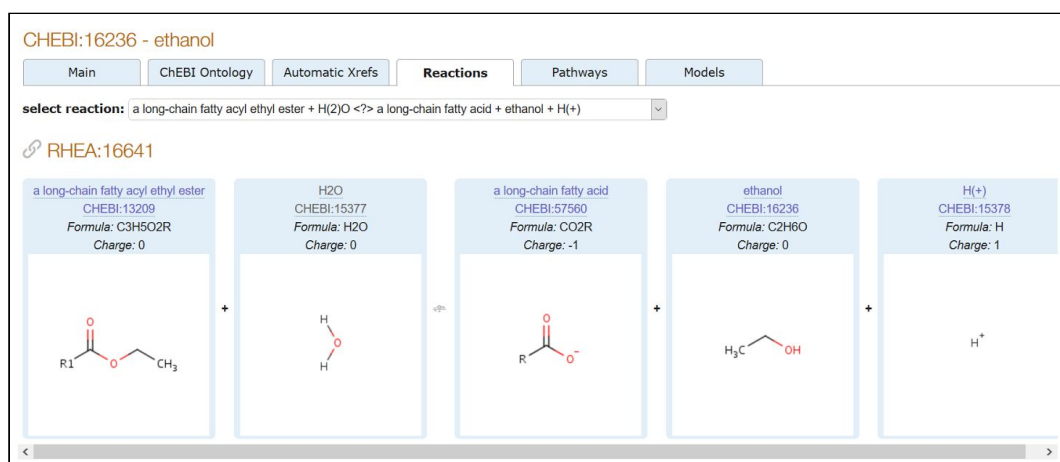 CHEBI:16236 - ethanol
Main ChEBI Ontology Automatic Xrefs Reactions Pathways Models
select reaction: a long-chain fatty acyl ethyl ester + H(2)O <?> a long-chain fatty acid + ethanol + H(+)
RHEA:16641
a long-chain fatty acyl ethyl ester
CHEBI:13209
Formula: C3H5O2R
Charge: 0
O
R1 O CH3
+
H2O
CHEBI:15377
Formula: H2O
Charge: 0
H
O
H
a long-chain fatty acid
CHEBI:57560
Formula: CO2R
Charge: -1
O
R O-
+
ethanol
CHEBI:16236
Formula: C2H6O
Charge: 0
H3C OH
+
H(+)
CHEBI:15378
Formula: H
Charge: 1
H+